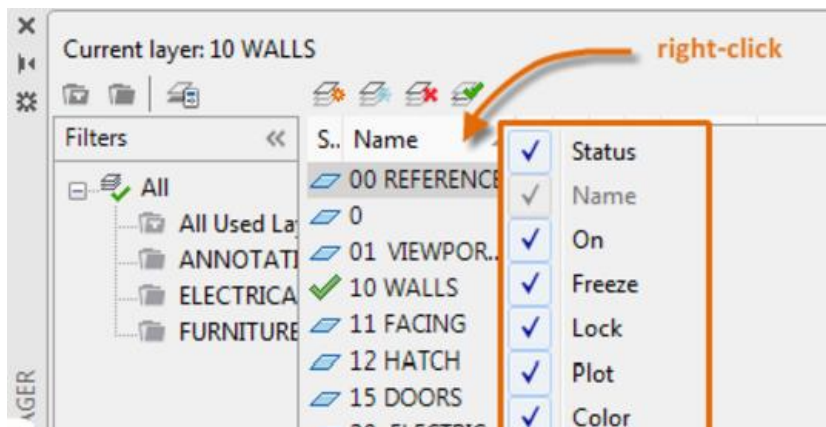 Current layer: 10 WALLS
right-click
Filters
S.. Name
Status
00 REFERENCE
Name
All
0
On
All Used La
01 VIEWPOR..
ANNOTATI
10 WALLS
Freeze
ELECTRICA
11 FACING
Lock
FURNITURE
12 HATCH
Plot
15 DOORS
Color
AGER